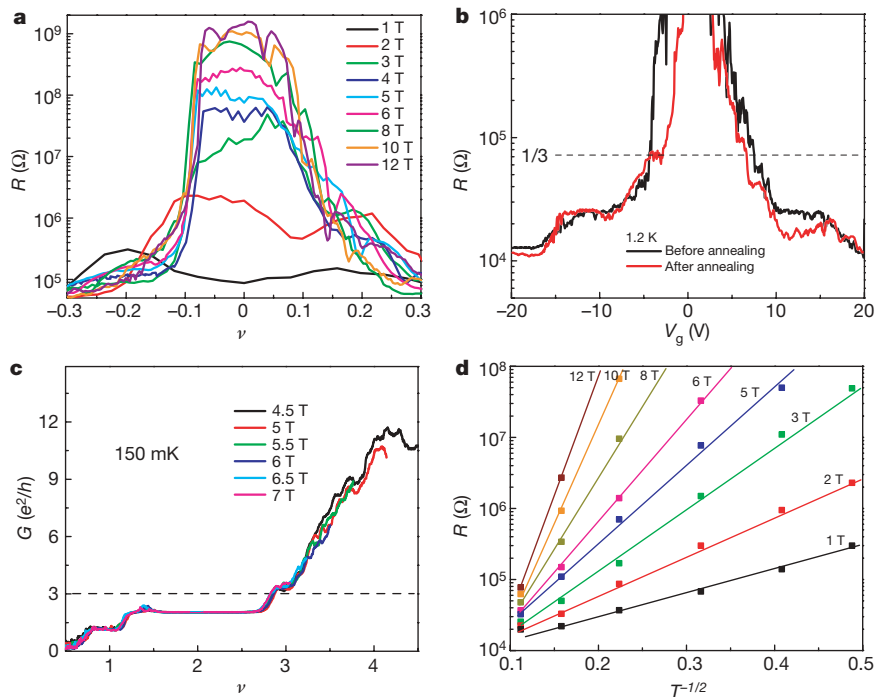 a
R (Ω)
10⁹
10⁸
10⁷
10⁶
10⁵
1 T
2 T
3 T
4 T
5 T
6 T
8 T
10 T
12 T
−0.3
−0.2
−0.1
0
0.1
0.2
0.3
ν
b
R (Ω)
10⁶
10⁵
10⁴
1/3
1.2 K
Before annealing
After annealing
−20
−10
0
10
20
V_g (V)
c
G (e²/h)
12
9
6
3
0
150 mK
4.5 T
5 T
5.5 T
6 T
6.5 T
7 T
1
2
3
4
ν
d
R (Ω)
10⁸
10⁷
10⁶
10⁵
10⁴
12 T
10 T
8 T
6 T
5 T
3 T
2 T
1 T
0.1
0.2
0.3
0.4
0.5
T⁻¹/²